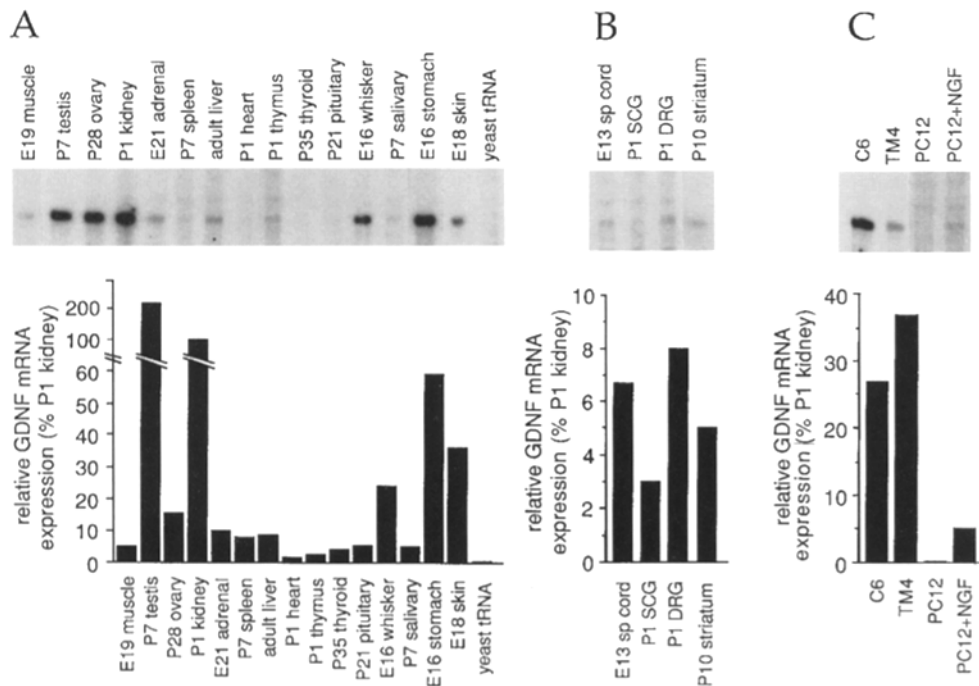 A
E19 muscle
P7 testis
P28 ovary
P1 kidney
E21 adrenal
P7 spleen
adult liver
P1 heart
P1 thymus
P35 thyroid
P21 pituitary
E16 whisker
P7 salivary
E16 stomach
E18 skin
yeast tRNA
relative GDNF mRNA
expression (% P1 kidney)
200
100
60
50
40
30
20
10
0
E19 muscle
P7 testis
P28 ovary
P1 kidney
E21 adrenal
P7 spleen
adult liver
P1 heart
P1 thymus
P35 thyroid
P21 pituitary
E16 whisker
P7 salivary
E16 stomach
E18 skin
yeast tRNA
B
E13 sp cord
P1 SCG
P1 DRG
P10 striatum
relative GDNF mRNA
expression (% P1 kidney)
10
8
6
4
2
0
E13 sp cord
P1 SCG
P1 DRG
P10 striatum
C
C6
TM4
PC12
PC12+NGF
relative GDNF mRNA
expression (% P1 kidney)
40
30
20
10
0
C6
TM4
PC12
PC12+NGF